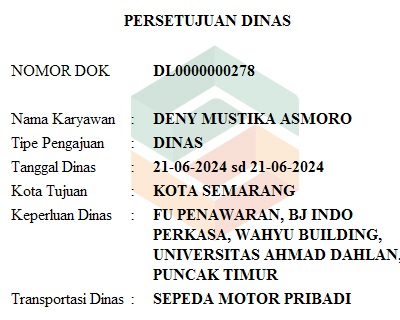 PERSETUJUAN DINAS
NOMOR DOK DL0000000278
Nama Karyawan : DENY MUSTIKA ASMORO
Tipe Pengajuan : DINAS
Tanggal Dinas : 21-06-2024 sd 21-06-2024
Kota Tujuan : KOTA SEMARANG
Keperluan Dinas : FU PENAWARAN, BJ INDO
PERKASA, WAHYU BUILDING,
UNIVERSITAS AHMAD DAHLAN,
PUNCAK TIMUR
Transportasi Dinas : SEPEDA MOTOR PRIBADI